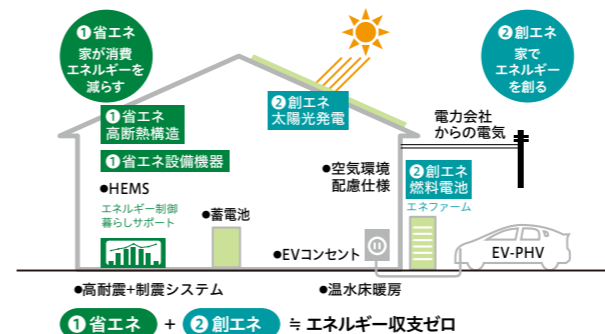 ❶省エネ
家が消費
エネルギーを
減らす
❷創エネ
家で
エネルギー
を創る
❶省エネ
高断熱構造
❷創エネ
太陽光発電
電力会社
からの電気
❶省エネ設備機器
●HEMS
エネルギー制御
暮らしサポート
●蓄電池
●空気環境
配慮仕様
❷創エネ
燃料電池
エネファーム
●EVコンセント
EV-PHV
●高耐震+制震システム
●温水床暖房
❶省エネ + ❷創エネ ≒ エネルギー収支ゼロ